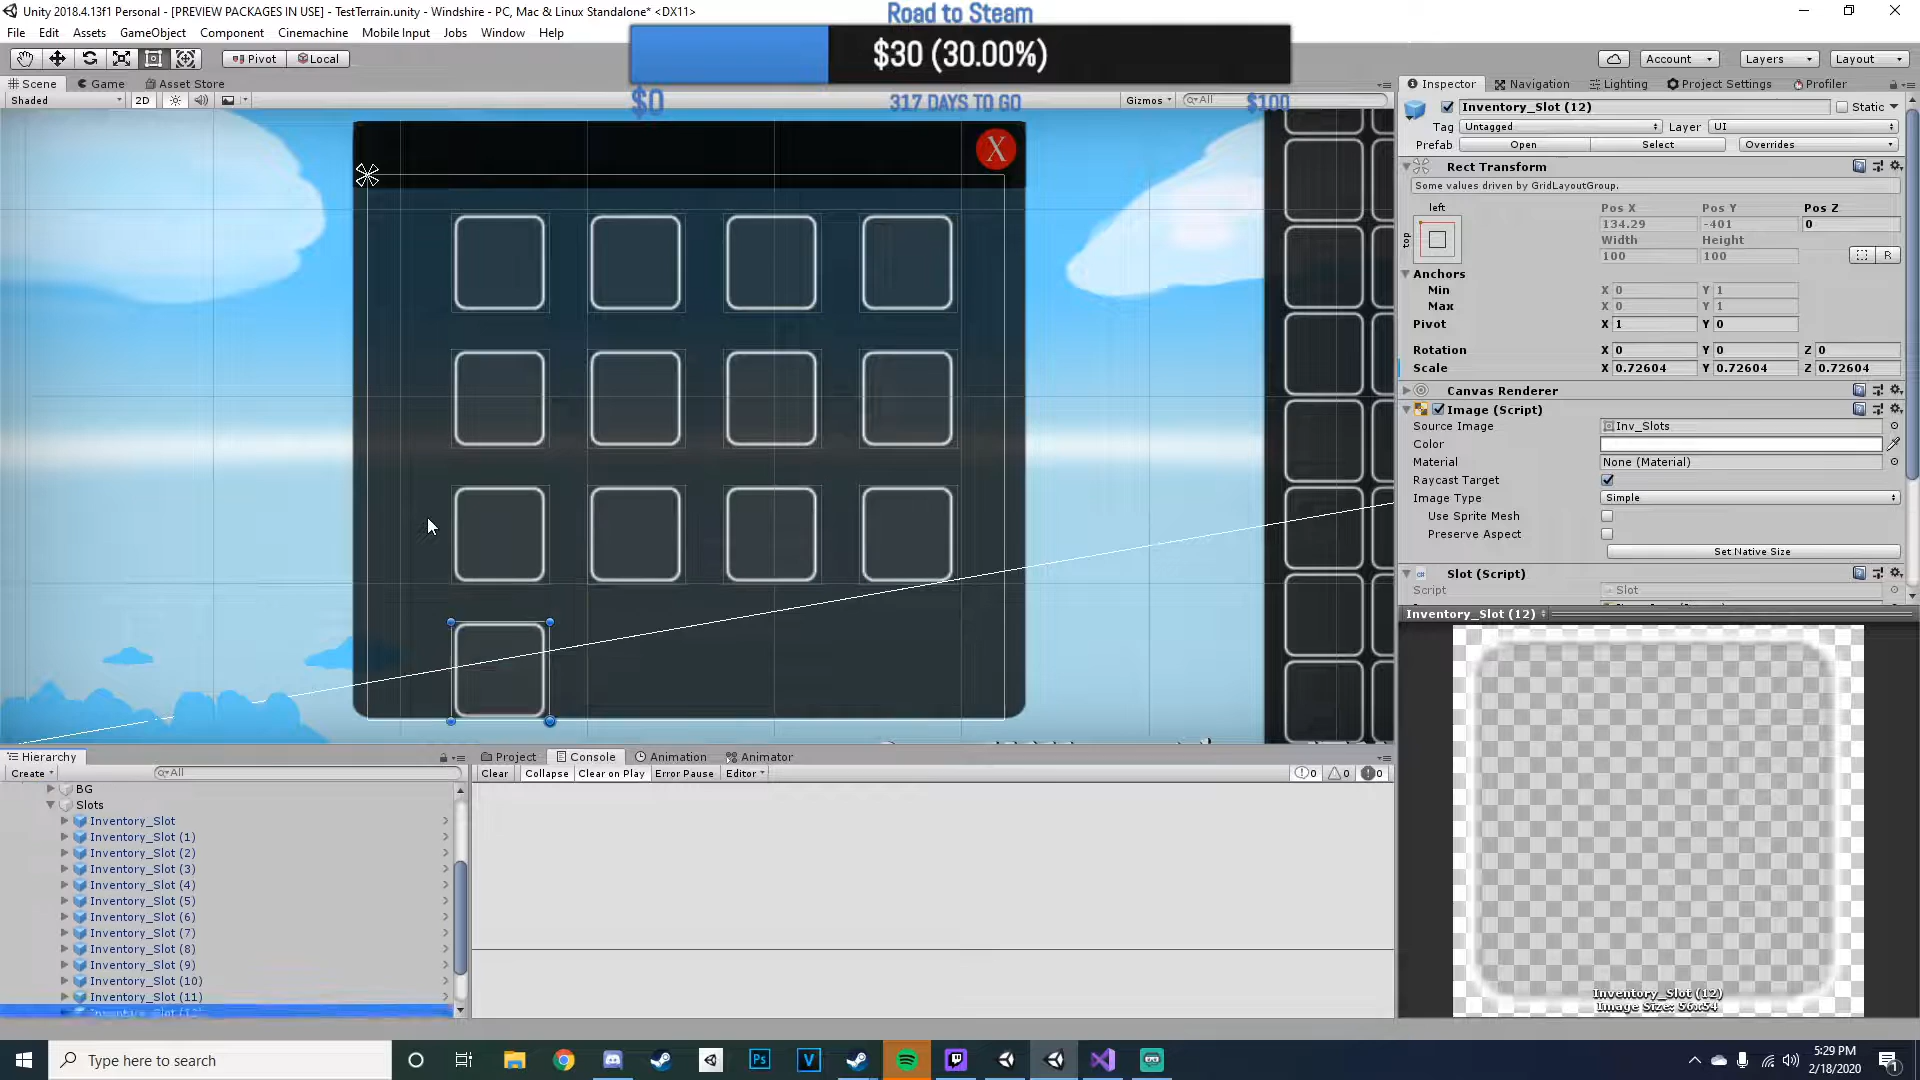 Unity 2018.4.13f1 Personal - [PREVIEW PACKAGES IN USE] - TestTerrain.unity - Windshire - PC, Mac & Linux Standalone* <DX11>
Road to Steam
File Edit Assets GameObject Component Cinemachine Mobile Input Jobs Window Help
$30 (30.00%)
Pivot Local
Account Layers Layout
Scene Game Asset Store
Inspector Navigation Lighting Project Settings Profiler
Shaded 2D
$0 317 DAYS TO GO $100
Gizmos All
Inventory_Slot (12) Static
Tag Untagged Layer UI
Prefab Open Select Overrides
X
Rect Transform
Some values driven by GridLayoutGroup.
left Pos X Pos Y Pos Z
top 134.29 -401 0
Width Height
100 100 R
Anchors
Min X 0 Y 1
Max X 0 Y 1
Pivot X 1 Y 0
Rotation X 0 Y 0 Z 0
Scale X 0.72604 Y 0.72604 Z 0.72604
Canvas Renderer
Image (Script)
Source Image Inv_Slots
Color
Material None (Material)
Raycast Target
Image Type Simple
Use Sprite Mesh
Preserve Aspect
Set Native Size
Slot (Script)
Script Slot
Inventory_Slot (12)
Hierarchy
Project Console Animation Animator
Create All
Clear Collapse Clear on Play Error Pause Editor 0 0 0
BG
Slots
Inventory_Slot
Inventory_Slot (1)
Inventory_Slot (2)
Inventory_Slot (3)
Inventory_Slot (4)
Inventory_Slot (5)
Inventory_Slot (6)
Inventory_Slot (7)
Inventory_Slot (8)
Inventory_Slot (9)
Inventory_Slot (10)
Inventory_Slot (11)
Inventory_Slot (12)
Inventory_Slot (12)
Image Size: 56x54
Type here to search
Ps
V
5:29 PM
2/18/2020
1